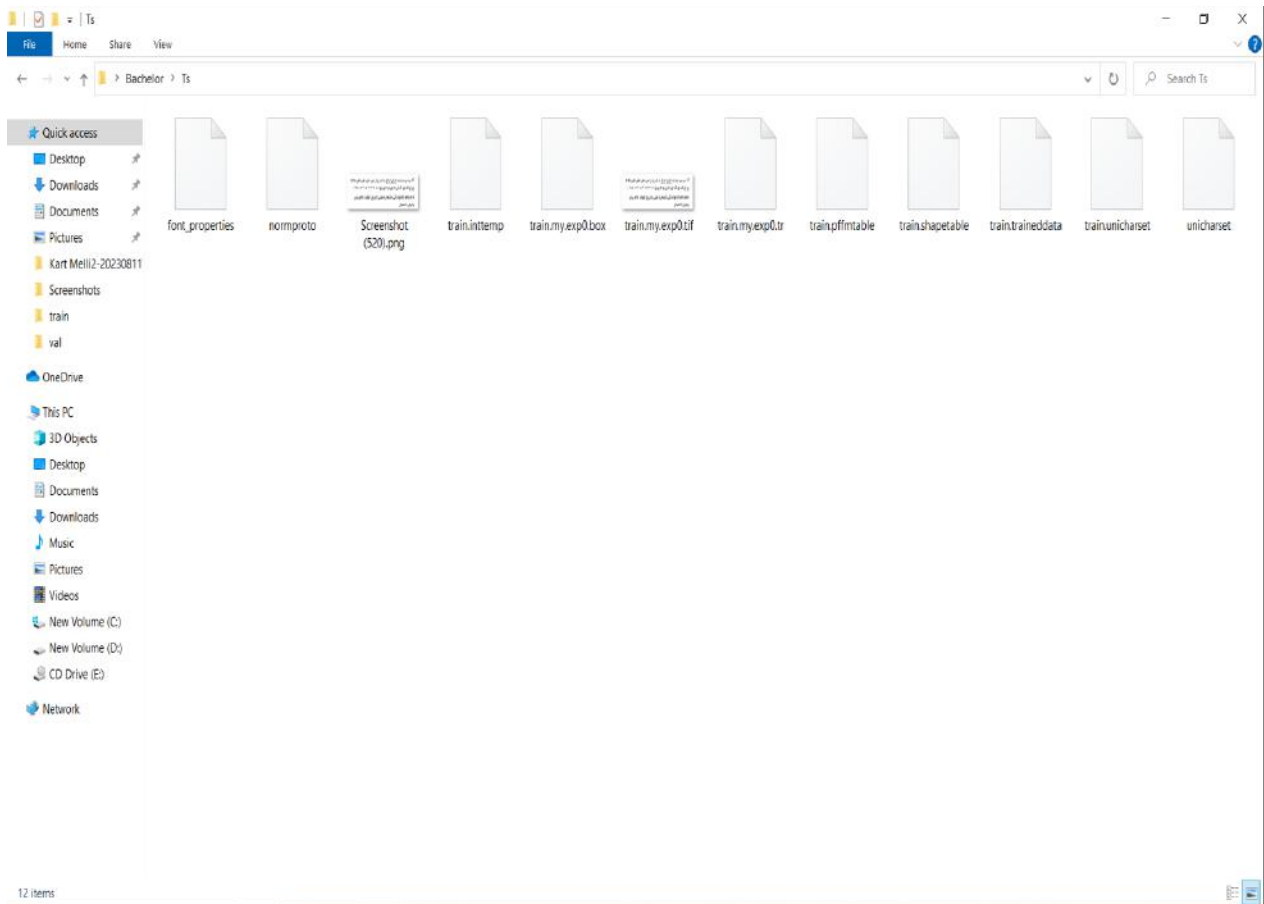 Ts
File Home Share View
Bachelor > Ts
Search Ts
Quick access
Desktop
Downloads
Documents
Pictures
Kart Melli2-20230811
Screenshots
train
val
OneDrive
This PC
3D Objects
Desktop
Documents
Downloads
Music
Pictures
Videos
New Volume (C:)
New Volume (D:)
CD Drive (E:)
Network
font_properties
normproto
Screenshot
(520).png
train.inttemp
train.my.exp0.box
train.my.exp0.tif
train.my.exp0.tr
train.pffmtable
train.shapetable
train.traineddata
train.unicharset
unicharset
12 items